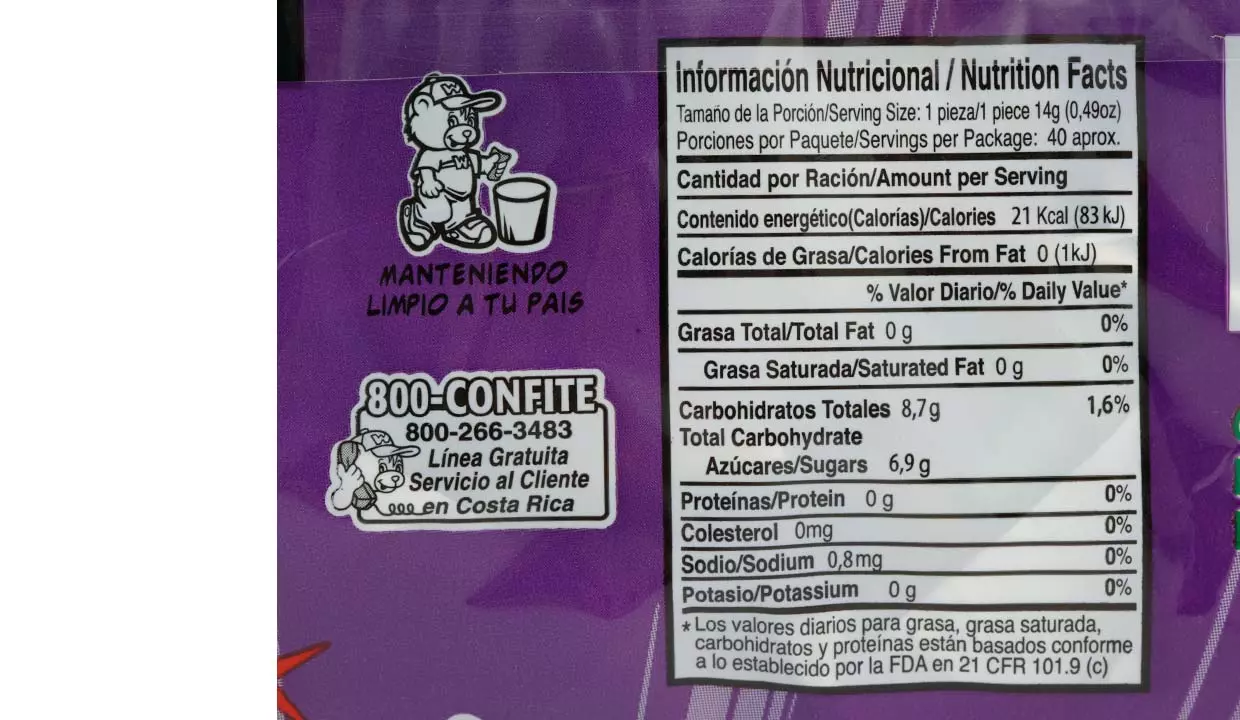 W
W
MANTENIENDO
LIMPIO A TU PAIS
800-CONFITE
800-266-3483
Línea Gratuita
Servicio al Cliente
en Costa Rica
W
Información Nutricional / Nutrition Facts
Tamaño de la Porción/Serving Size: 1 pieza/1 piece 14g (0,49oz)
Porciones por Paquete/Servings per Package: 40 aprox.
Cantidad por Ración/Amount per Serving
Contenido energético(Calorías)/Calories 21 Kcal (83 kJ)
Calorías de Grasa/Calories From Fat 0 (1kJ)
% Valor Diario/% Daily Value*
Grasa Total/Total Fat 0 g 0%
Grasa Saturada/Saturated Fat 0 g 0%
Carbohidratos Totales 8,7g 1,6%
Total Carbohydrate
Azúcares/Sugars 6,9 g
Proteínas/Protein 0 g 0%
Colesterol 0mg 0%
Sodio/Sodium 0,8mg 0%
Potasio/Potassium 0 g 0%
* Los valores diarios para grasa, grasa saturada,
carbohidratos y proteínas están basados conforme
a lo establecido por la FDA en 21 CFR 101.9 (c)